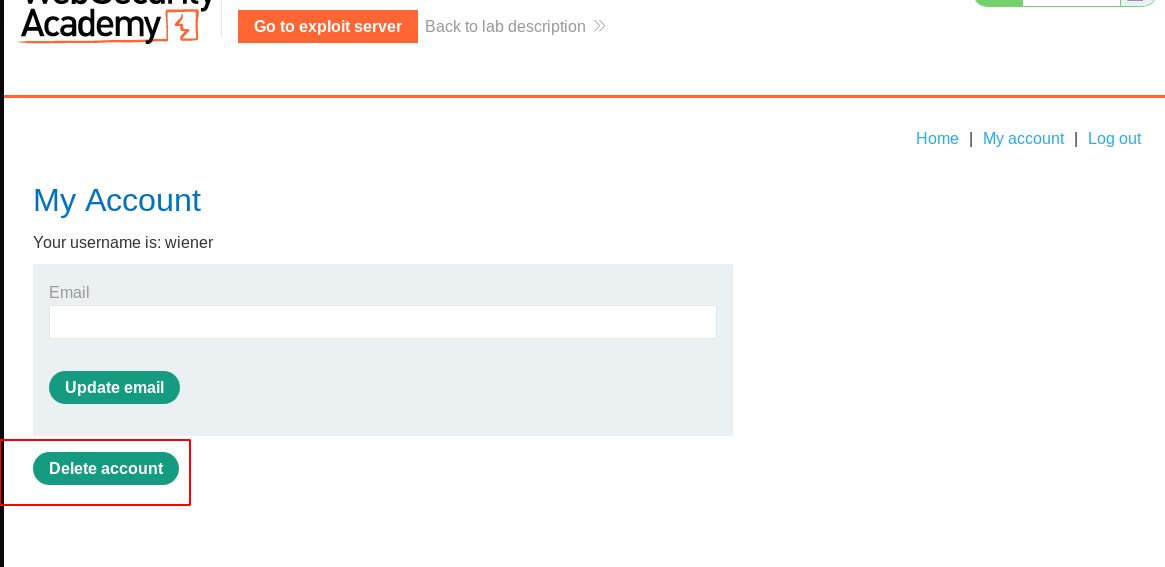 WebSecurity
Academy
Go to exploit server
Back to lab description
Home | My account | Log out
My Account
Your username is: wiener
Email
Update email
Delete account